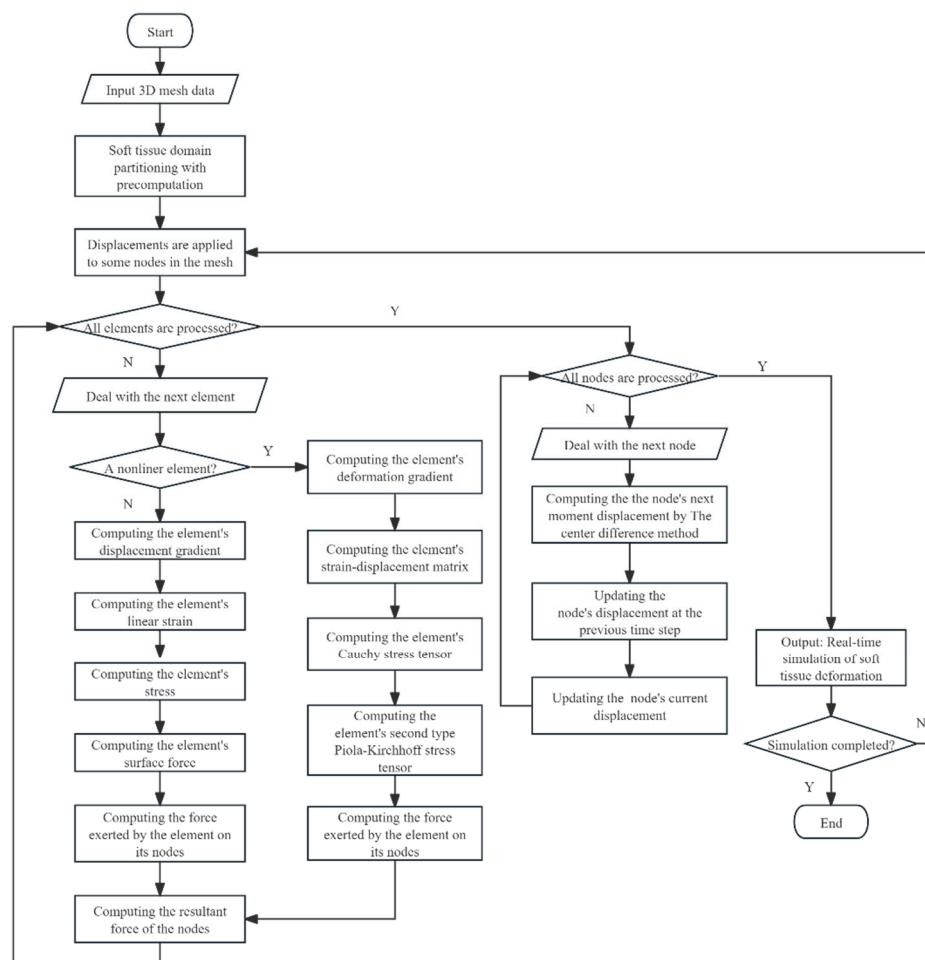 Start
Input 3D mesh data
Soft tissue domain
partitioning with
precomputation
Displacements are applied
to some nodes in the mesh
All elements are processed?
Y
N
Deal with the next element
A nonliner element?
Y
N
Computing the element's
displacement gradient
Computing the element's
linear strain
Computing the element's
stress
Computing the element's
surface force
Computing the force
exerted by the element on
its nodes
Computing the resultant
force of the nodes
Computing the element's
deformation gradient
Computing the element's
strain-displacement matrix
Computing the element's
Cauchy stress tensor
Computing the
element's second type
Piola-Kirchhoff stress
tensor
Computing the force
exerted by the element on
its nodes
All nodes are processed?
Y
N
Deal with the next node
Computing the the node's next
moment displacement by The
center difference method
Updating the
node's displacement at the
previous time step
Updating the node's current
displacement
Output: Real-time
simulation of soft
tissue deformation
Simulation completed?
N
Y
End